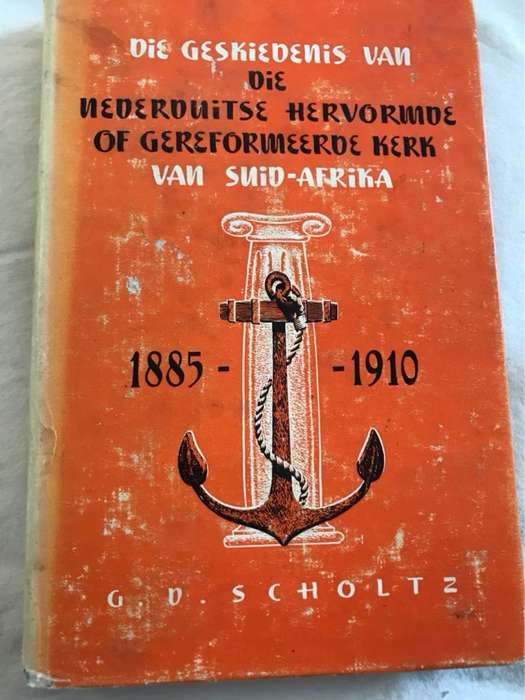 DIE GESKIEDENIS VAN
DIE
NEDERDUITSE HERVORMDE
OF GEREFORMEERDE KERK
VAN SUID-AFRIKA
1885 - - 1910
G. D. SCHOLTZ